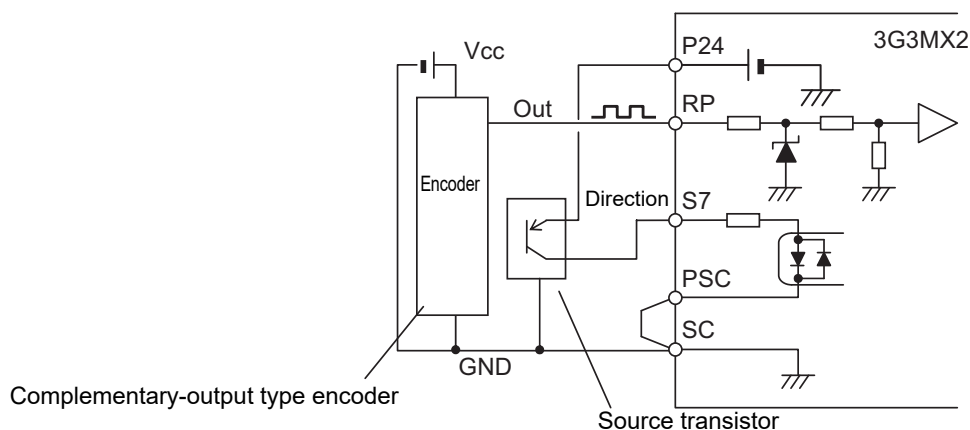 3G3MX2
P24
Vcc
RP
Out
Encoder
Direction
S7
PSC
SC
GND
Complementary-output type encoder
Source transistor